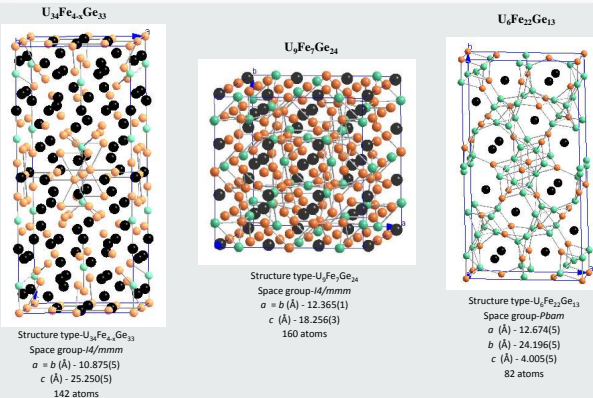 U34Fe4-xGe33
a
Structure type-U34Fe4-xGe33
Space group-I4/mmm
a = b (Å) - 10.875(5)
c (Å) - 25.250(5)
142 atoms
U9Fe7Ge24
b
a
Structure type-U9Fe7Ge24
Space group-I4/mmm
a = b (Å) - 12.365(1)
c (Å) - 18.256(3)
160 atoms
U6Fe22Ge13
b
Structure type-U6Fe22Ge13
Space group-Pbam
a (Å) - 12.674(5)
b (Å) - 24.196(5)
c (Å) - 4.005(5)
82 atoms